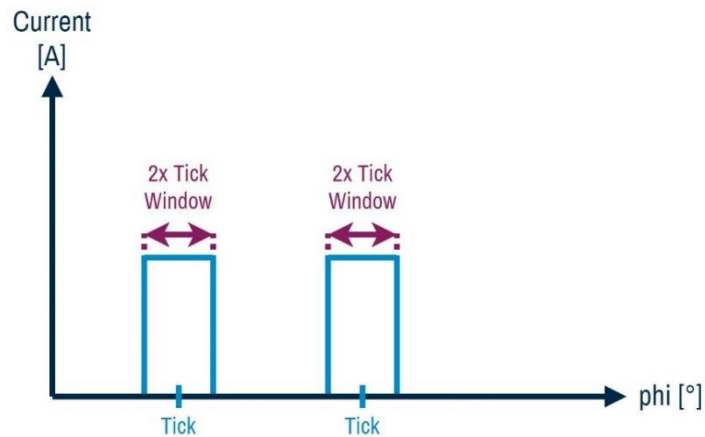 Current
[A]
2x Tick
Window
2x Tick
Window
phi [°]
Tick
Tick